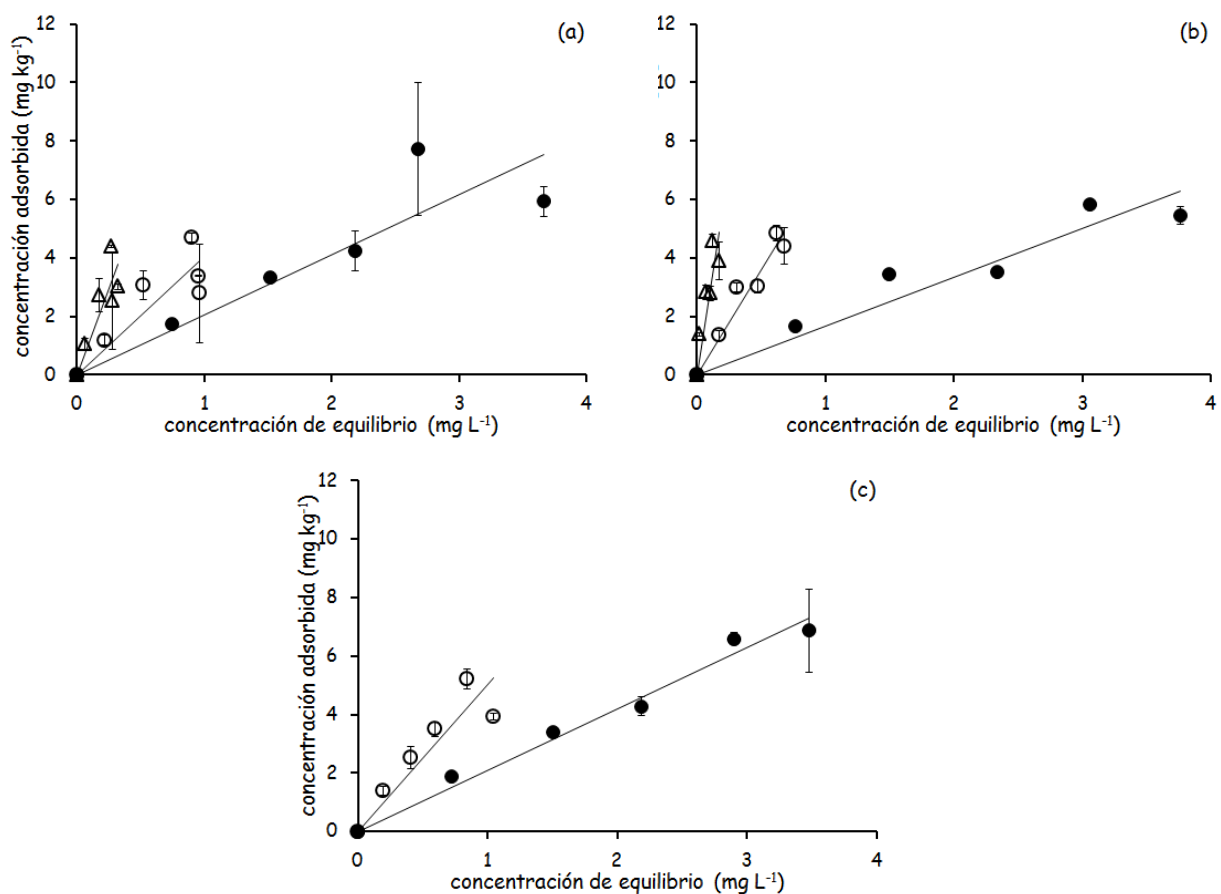 (a)
concentración adsorbida (mg kg⁻¹)
12
10
8
6
4
2
0
0 1 2 3 4
concentración de equilibrio (mg L⁻¹)
(b)
12
10
8
6
4
2
0
0 1 2 3 4
concentración de equilibrio (mg L⁻¹)
(c)
concentración adsorbida (mg kg⁻¹)
12
10
8
6
4
2
0
0 1 2 3 4
concentración de equilibrio (mg L⁻¹)